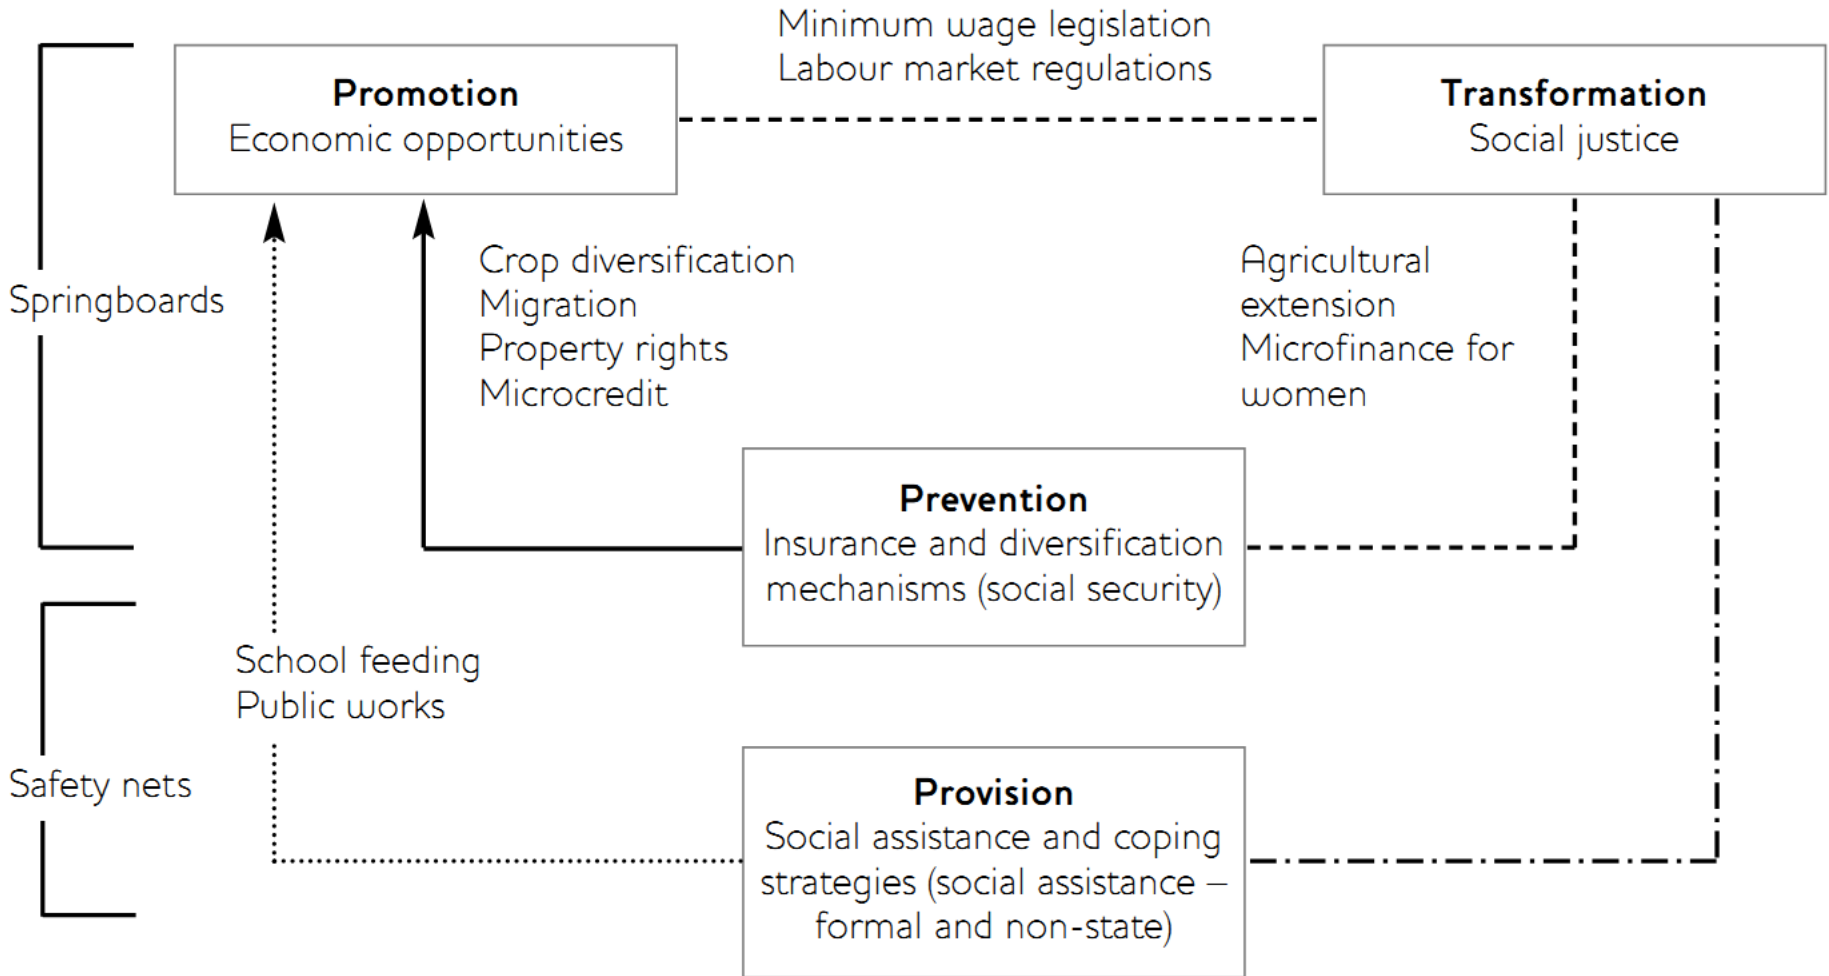 Minimum wage legislation
Labour market regulations
Promotion
Economic opportunities
Transformation
Social justice
Springboards
Crop diversification
Migration
Property rights
Microcredit
Agricultural
extension
Microfinance for
women
Prevention
Insurance and diversification
mechanisms (social security)
School feeding
Public works
Safety nets
Provision
Social assistance and coping
strategies (social assistance –
formal and non-state)